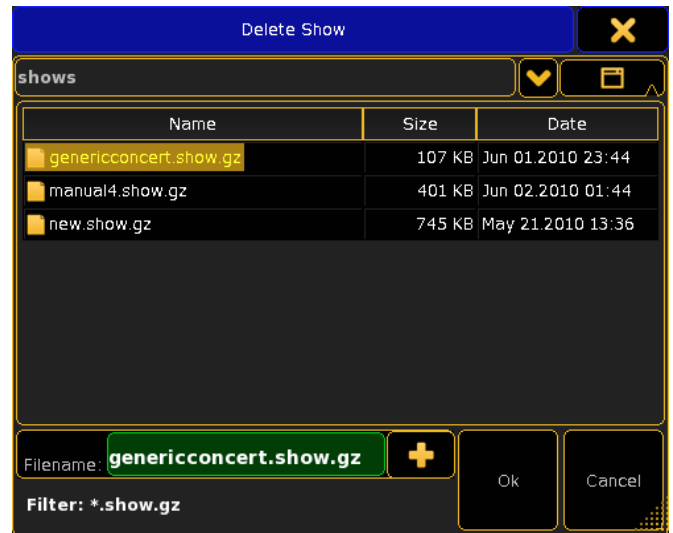 Delete Show
shows
Name Size Date
genericconcert.show.gz 107 KB Jun 01.2010 23:44
manual4.show.gz 401 KB Jun 02.2010 01:44
new.show.gz 745 KB May 21.2010 13:36
Filename: genericconcert.show.gz
Ok Cancel
Filter: *.show.gz